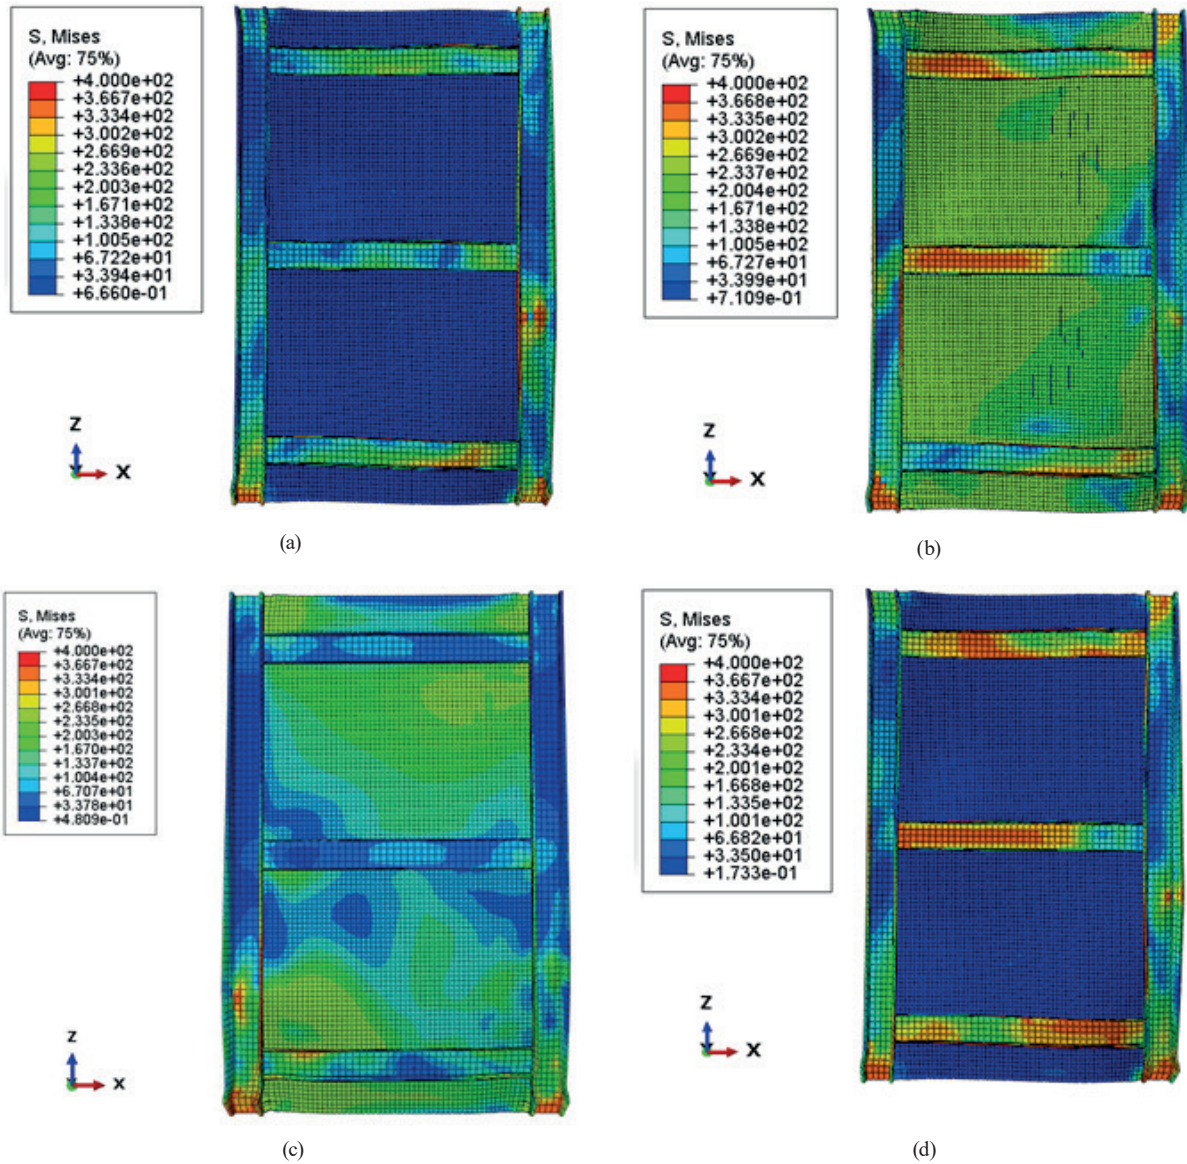 S, Mises
(Avg: 75%)
+4.000e+02
+3.667e+02
+3.334e+02
+3.002e+02
+2.669e+02
+2.336e+02
+2.003e+02
+1.671e+02
+1.338e+02
+1.005e+02
+6.722e+01
+3.394e+01
+6.660e-01
Z
X
(a)
S, Mises
(Avg: 75%)
+4.000e+02
+3.668e+02
+3.335e+02
+3.002e+02
+2.669e+02
+2.337e+02
+2.004e+02
+1.671e+02
+1.338e+02
+1.005e+02
+6.727e+01
+3.399e+01
+7.109e-01
Z
X
(b)
S, Mises
(Avg: 75%)
+4.000e+02
+3.667e+02
+3.334e+02
+3.001e+02
+2.668e+02
+2.335e+02
+2.003e+02
+1.670e+02
+1.337e+02
+1.004e+02
+6.707e+01
+3.378e+01
+4.809e-01
Z
X
(c)
S, Mises
(Avg: 75%)
+4.000e+02
+3.667e+02
+3.334e+02
+3.001e+02
+2.668e+02
+2.334e+02
+2.001e+02
+1.668e+02
+1.335e+02
+1.001e+02
+6.682e+01
+3.350e+01
+1.733e-01
Z
X
(d)